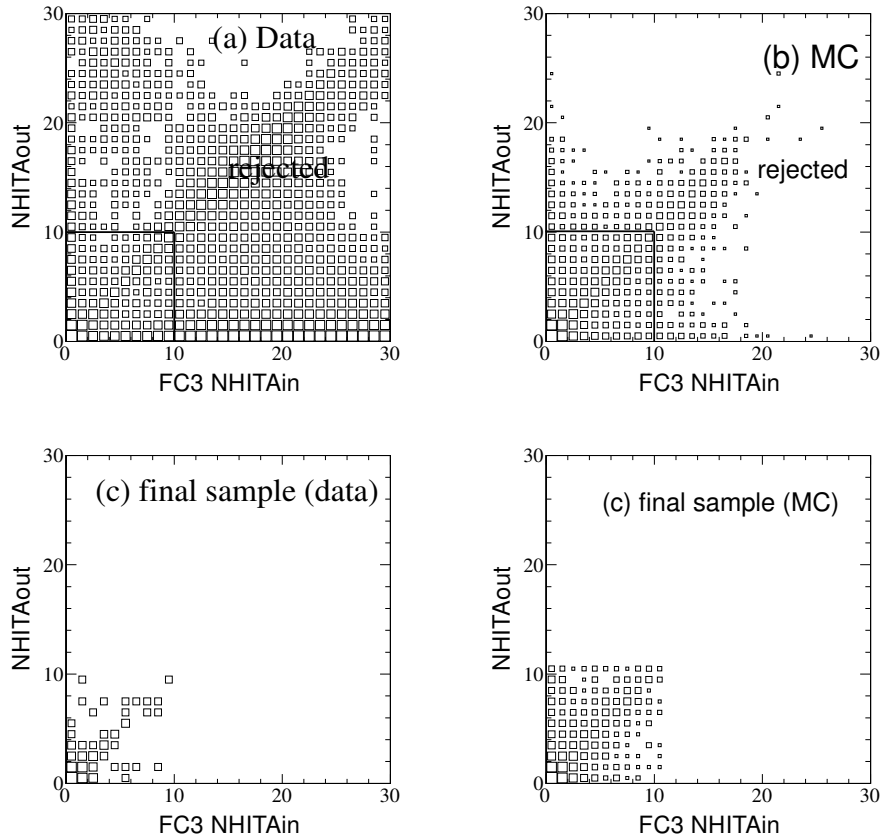 30
(a) Data
20
NHITAout
rejected
10
0
0 10 20 30
FC3 NHITAin
30
(b) MC
20
NHITAout
rejected
10
0
0 10 20 30
FC3 NHITAin
30
(c) final sample (data)
20
NHITAout
10
0
0 10 20 30
FC3 NHITAin
30
(c) final sample (MC)
20
NHITAout
10
0
0 10 20 30
FC3 NHITAin